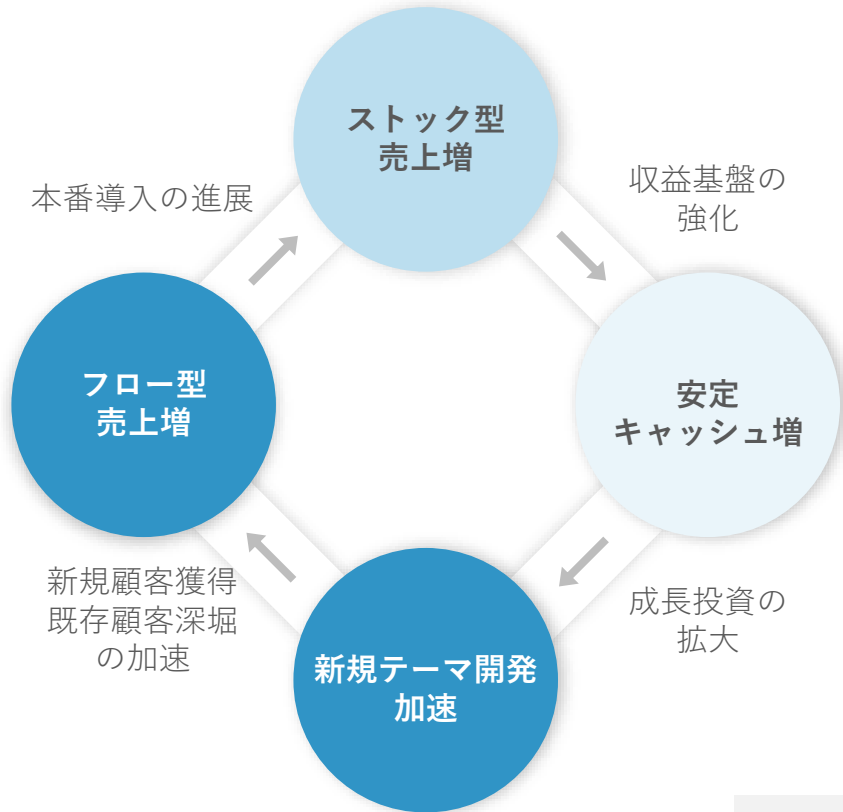 ストック型
売上増
本番導入の進展
収益基盤の
強化
フロー型
売上増
安定
キャッシュ増
新規顧客獲得
既存顧客深堀
の加速
成長投資の
拡大
新規テーマ開発
加速